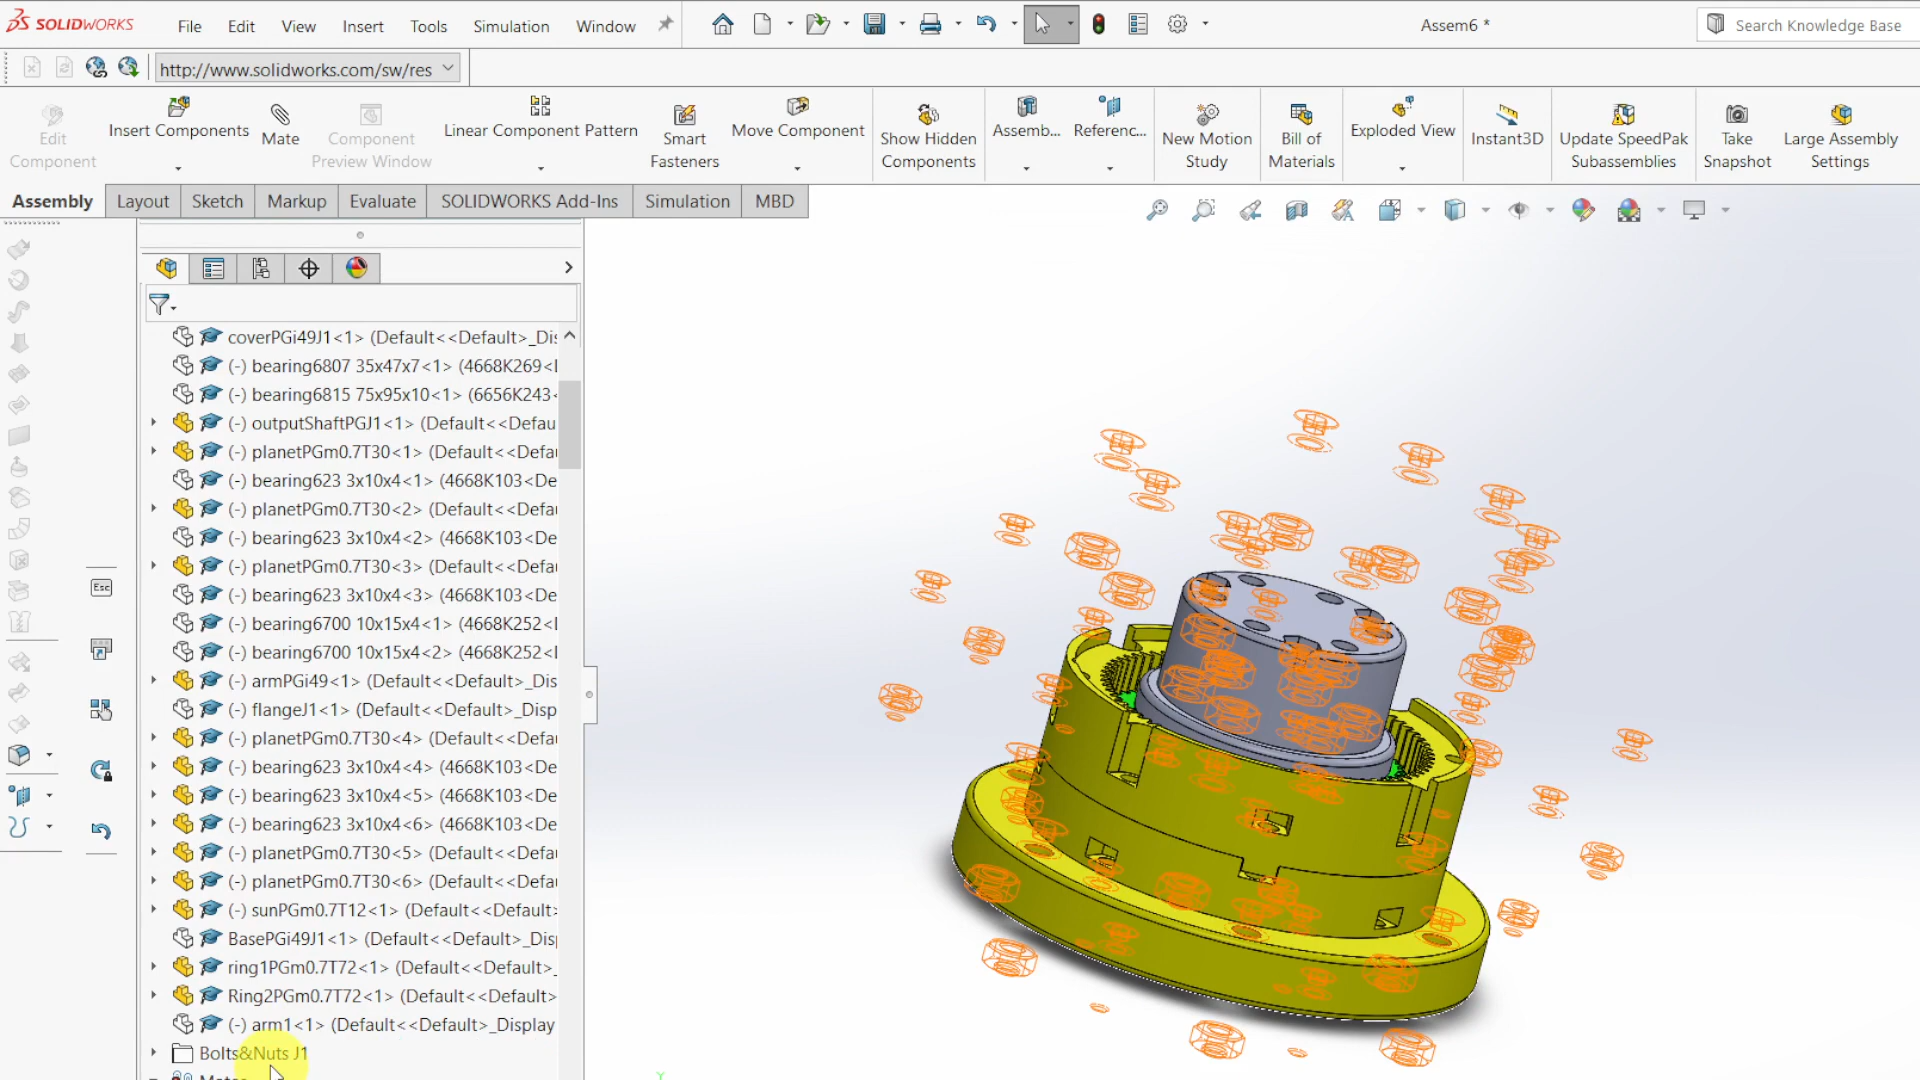 SOLIDWORKS File Edit View Insert Tools Simulation Window Assem6 * Search Knowledge Base
http://www.solidworks.com/sw/res
Edit Component
Insert Components
Mate
Component Preview Window
Linear Component Pattern
Smart Fasteners
Move Component
Show Hidden Components
Assemb...
Referenc...
New Motion Study
Bill of Materials
Exploded View
Instant3D
Update SpeedPak Subassemblies
Take Snapshot
Large Assembly Settings
Assembly Layout Sketch Markup Evaluate SOLIDWORKS Add-Ins Simulation MBD
coverPGi49J1<1> (Default<<Default>_Dis
(-) bearing6807 35x47x7<1> (4668K269<
(-) bearing6815 75x95x10<1> (6656K243<
(-) outputShaftPGJ1<1> (Default<<Defau
(-) planetPGm0.7T30<1> (Default<<Defau
(-) bearing623 3x10x4<1> (4668K103<De
(-) planetPGm0.7T30<2> (Default<<Defau
(-) bearing623 3x10x4<2> (4668K103<De
(-) planetPGm0.7T30<3> (Default<<Defau
(-) bearing623 3x10x4<3> (4668K103<De
(-) bearing6700 10x15x4<1> (4668K252<
(-) bearing6700 10x15x4<2> (4668K252<
(-) armPGi49<1> (Default<<Default>_Dis
(-) flangeJ1<1> (Default<<Default>_Disp
(-) planetPGm0.7T30<4> (Default<<Defau
(-) bearing623 3x10x4<4> (4668K103<De
(-) bearing623 3x10x4<5> (4668K103<De
(-) bearing623 3x10x4<6> (4668K103<De
(-) planetPGm0.7T30<5> (Default<<Defau
(-) planetPGm0.7T30<6> (Default<<Defau
(-) sunPGm0.7T12<1> (Default<<Default>
BasePGi49J1<1> (Default<<Default>_Dis
ring1PGm0.7T72<1> (Default<<Default>_
Ring2PGm0.7T72<1> (Default<<Default>
(-) arm1<1> (Default<<Default>_Display
Bolts&Nuts J1
Esc
Y